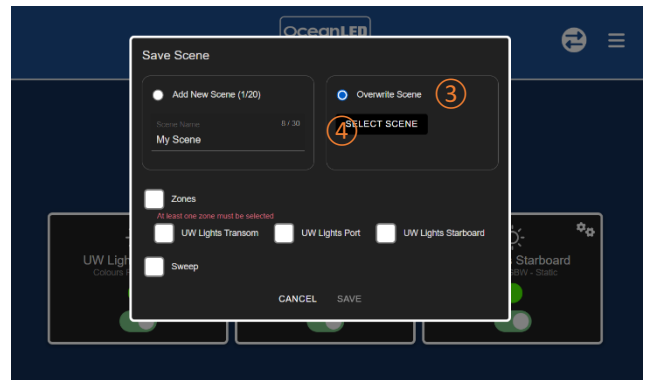 OceanLED
Save Scene
Add New Scene (1/20)
Overwrite Scene
3
Scene Name
8 / 30
My Scene
4
SELECT SCENE
Zones
At least one zone must be selected
UW Lights Transom
UW Lights Port
UW Lights Starboard
Sweep
UW Ligh
Colours
Starboard
GBW - Static
CANCEL
SAVE